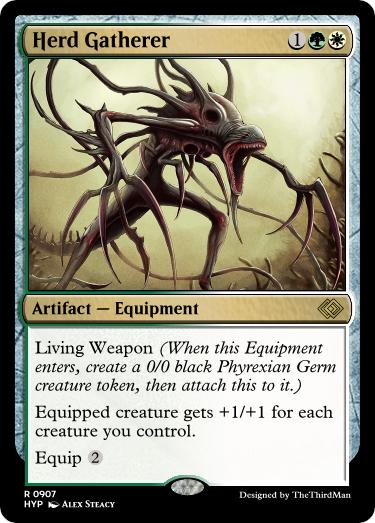 Herd Gatherer 1
Artifact — Equipment
Living Weapon (When this Equipment
enters, create a 0/0 black Phyrexian Germ
creature token, then attach this to it.)
Equipped creature gets +1/+1 for each
creature you control.
Equip 2
R 0907
HYP Alex Steacy
Designed by TheThirdMan